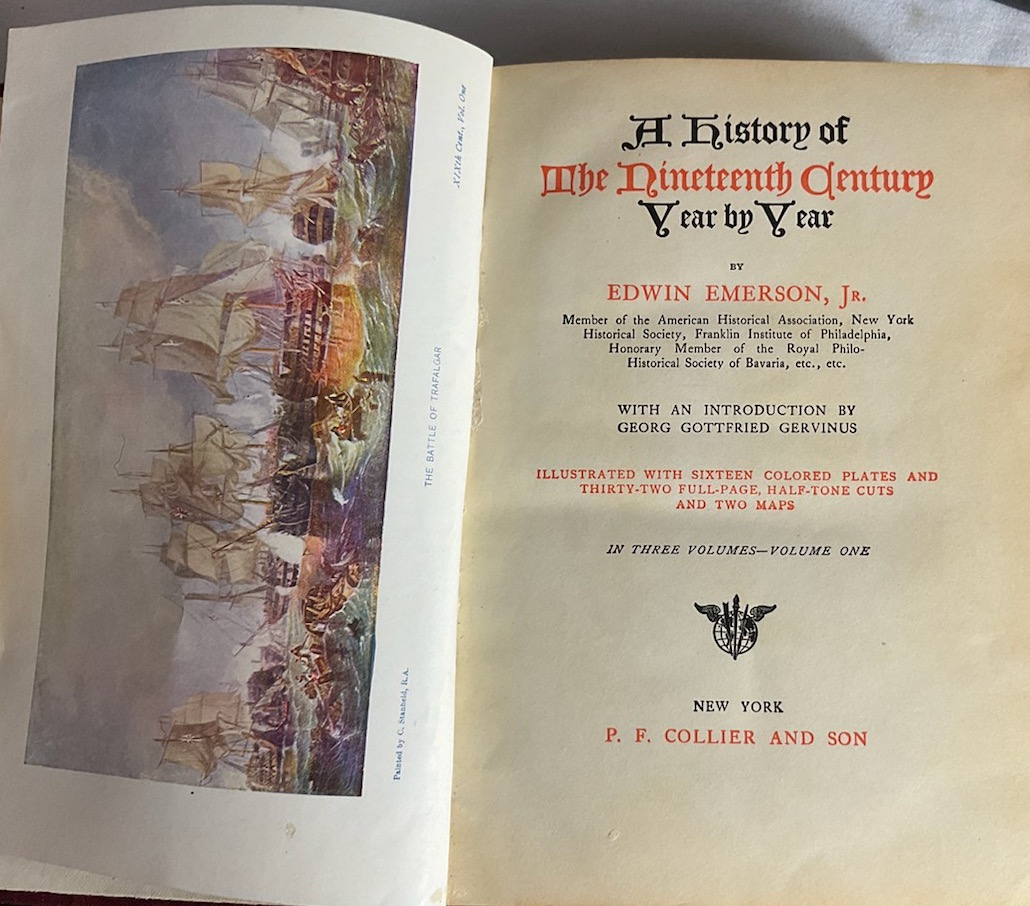 XIXth Cent., Vol. One
THE BATTLE OF TRAFALGAR
Painted by C. Stanfield, R.A.
A History of
The Nineteenth Century
Year by Year
BY
EDWIN EMERSON, Jr.
Member of the American Historical Association, New York
Historical Society, Franklin Institute of Philadelphia,
Honorary Member of the Royal Philo-
Historical Society of Bavaria, etc., etc.
WITH AN INTRODUCTION BY
GEORG GOTTFRIED GERVINUS
ILLUSTRATED WITH SIXTEEN COLORED PLATES AND
THIRTY-TWO FULL-PAGE, HALF-TONE CUTS
AND TWO MAPS
IN THREE VOLUMES—VOLUME ONE
NEW YORK
P. F. COLLIER AND SON